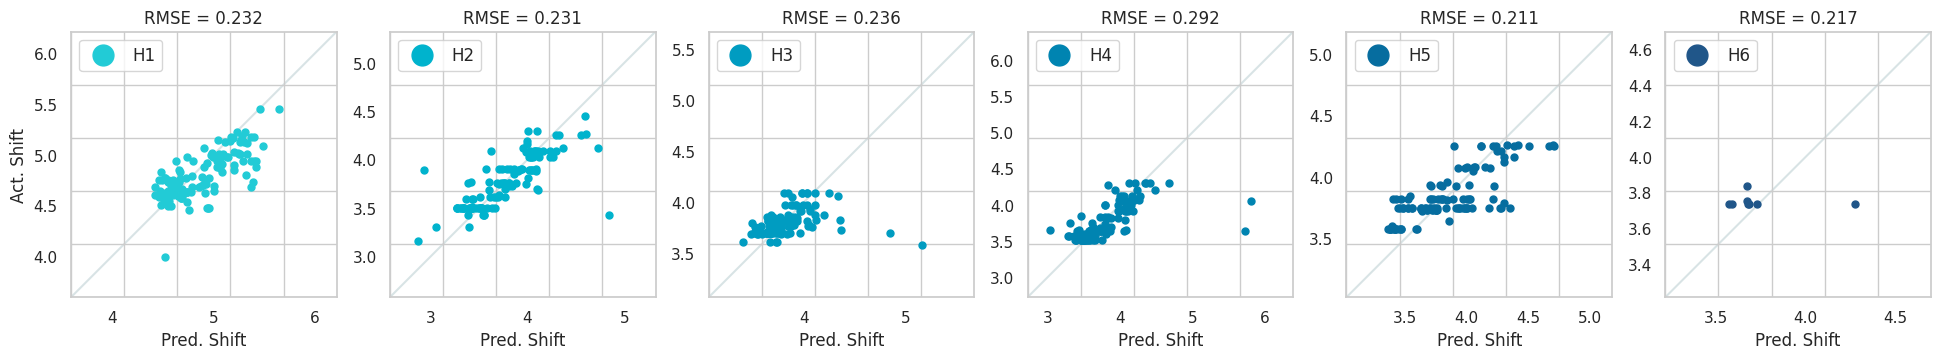 RMSE = 0.232
H1
Act. Shift
6.0
5.5
5.0
4.5
4.0
4 5 6
Pred. Shift
RMSE = 0.231
H2
5.0
4.5
4.0
3.5
3.0
3 4 5
Pred. Shift
RMSE = 0.236
H3
5.5
5.0
4.5
4.0
3.5
4 5
Pred. Shift
RMSE = 0.292
H4
6.0
5.5
5.0
4.5
4.0
3.5
3.0
3 4 5 6
Pred. Shift
RMSE = 0.211
H5
5.0
4.5
4.0
3.5
3.5 4.0 4.5 5.0
Pred. Shift
RMSE = 0.217
H6
4.6
4.4
4.2
4.0
3.8
3.6
3.4
3.5 4.0 4.5
Pred. Shift